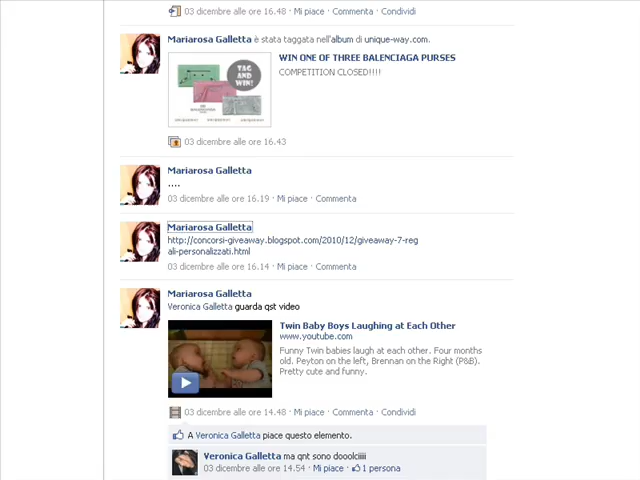 03 dicembre alle ore 16.48 · Mi piace · Commenta · Condividi
Mariarosa Galletta è stata taggata nell'album di unique-way.com.
WIN ONE OF THREE BALENCIAGA PURSES
COMPETITION CLOSED!!!!
TAG
AND
WIN!
03 dicembre alle ore 16.43
Mariarosa Galletta
....
03 dicembre alle ore 16.19 · Mi piace · Commenta
Mariarosa Galletta
http://concorsi-giveaway.blogspot.com/2010/12/giveaway-7-reg
ali-personalizzati.html
03 dicembre alle ore 16.14 · Mi piace · Commenta
Mariarosa Galletta
Veronica Galletta guarda qst video
Twin Baby Boys Laughing at Each Other
www.youtube.com
Funny Twin babies laugh at each other. Four months
old. Peyton on the left, Brennan on the Right (P&B).
Pretty cute and funny.
03 dicembre alle ore 14.48 · Mi piace · Commenta · Condividi
A Veronica Galletta piace questo elemento.
Veronica Galletta ma qnt sono dooolciiii
03 dicembre alle ore 14.54 · Mi piace · 1 persona